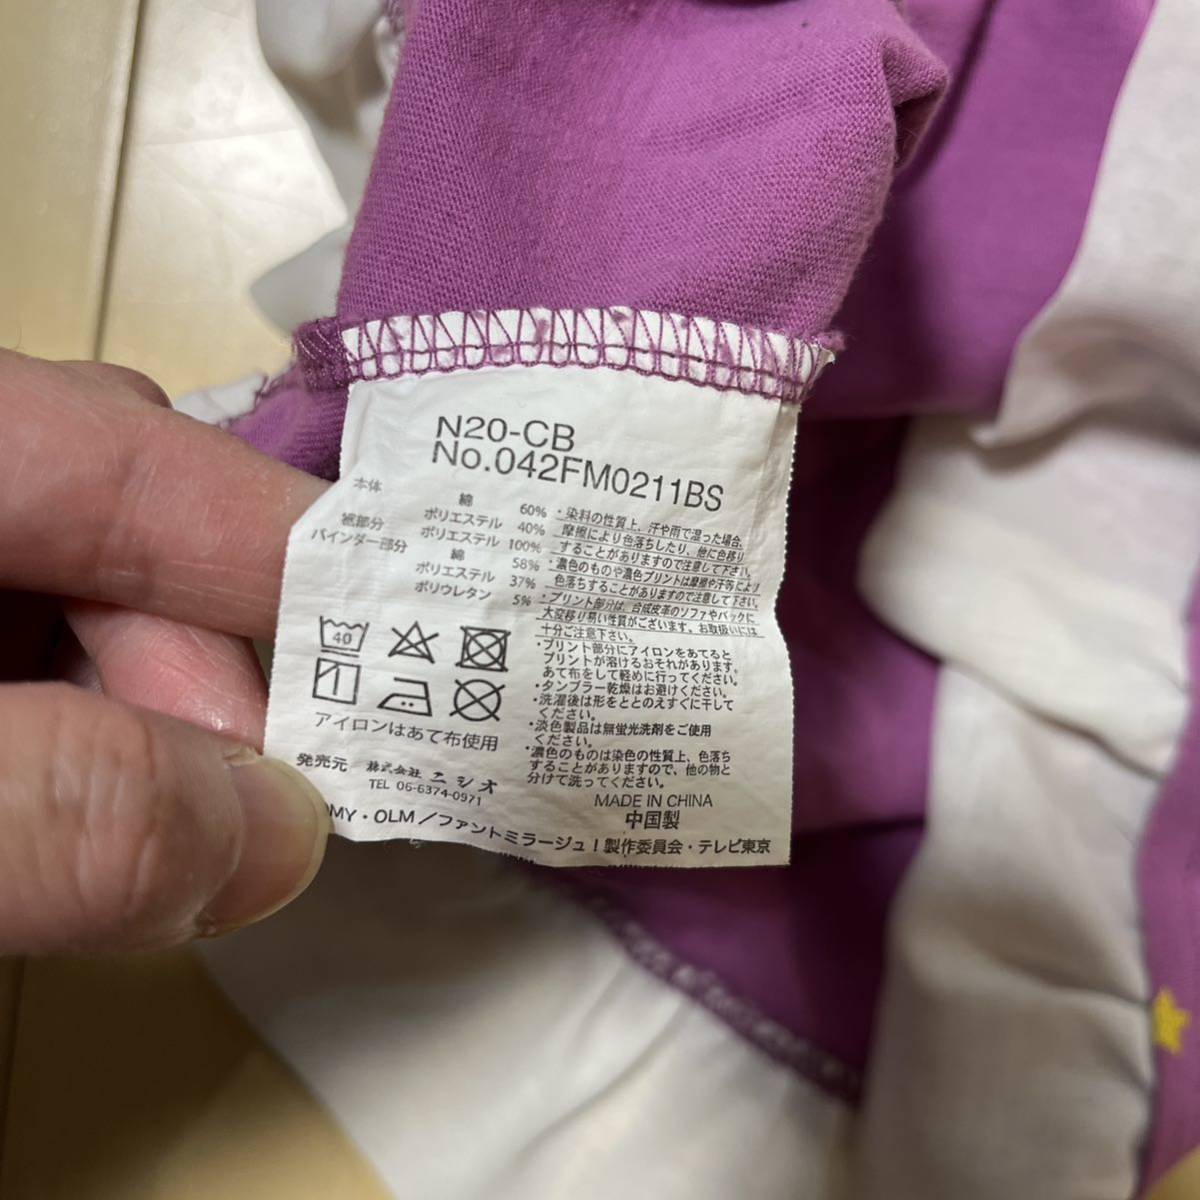 N20-CB
No.042FM0211BS
本体 綿 60%
ポリエステル 40%
裾部分 ポリエステル 100%
バインダー部分 綿 58%
ポリエステル 37%
ポリウレタン 5%
・染料の性質上、汗や雨で湿った場合、
摩擦により色落ちしたり、他に色移り
することがありますので注意して下さい。
・濃色のものや濃色プリントは摩擦や汗等により
色落ちすることがありますので注意して下さい。
・プリント部分は、合成皮革のソファやバックに
大変移り易い性質がございます。お取扱いには
十分ご注意下さい。
・プリント部分にアイロンをあてると
プリントが溶けるおそれがあります。
あて布をして軽めに行ってください。
・タンブラー乾燥はお避けください。
・洗濯後は形をととのえすぐに干して
ください。
・淡色製品は無蛍光洗剤をご使用
ください。
・濃色のものは染色の性質上、色落ち
することがありますので、他の物と
分けて洗ってください。
40
アイロンはあて布使用
発売元 株式会社 ニシオ
TEL 06-6374-0971
MADE IN CHINA
中国製
OMY・OLM／ファントミラージュ！製作委員会・テレビ東京